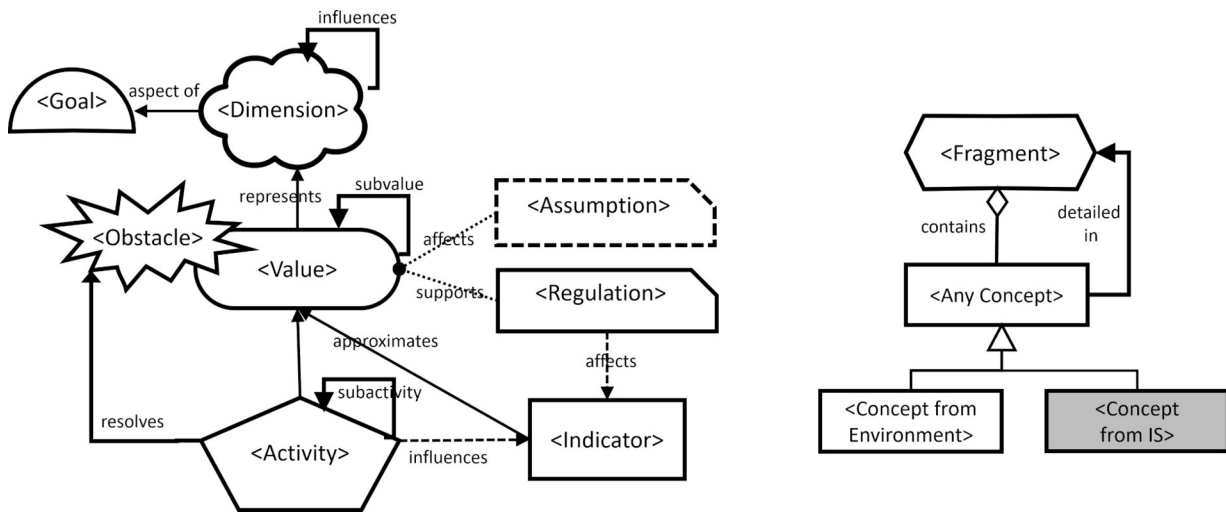 influences
<Goal>
aspect of
<Dimension>
represents
subvalue
<Assumption>
<Obstacle>
affects
<Value>
supports
<Regulation>
approximates
affects
subactivity
resolves
<Activity>
influences
<Indicator>
<Fragment>
contains
detailed
in
<Any Concept>
<Concept from
Environment>
<Concept
from IS>